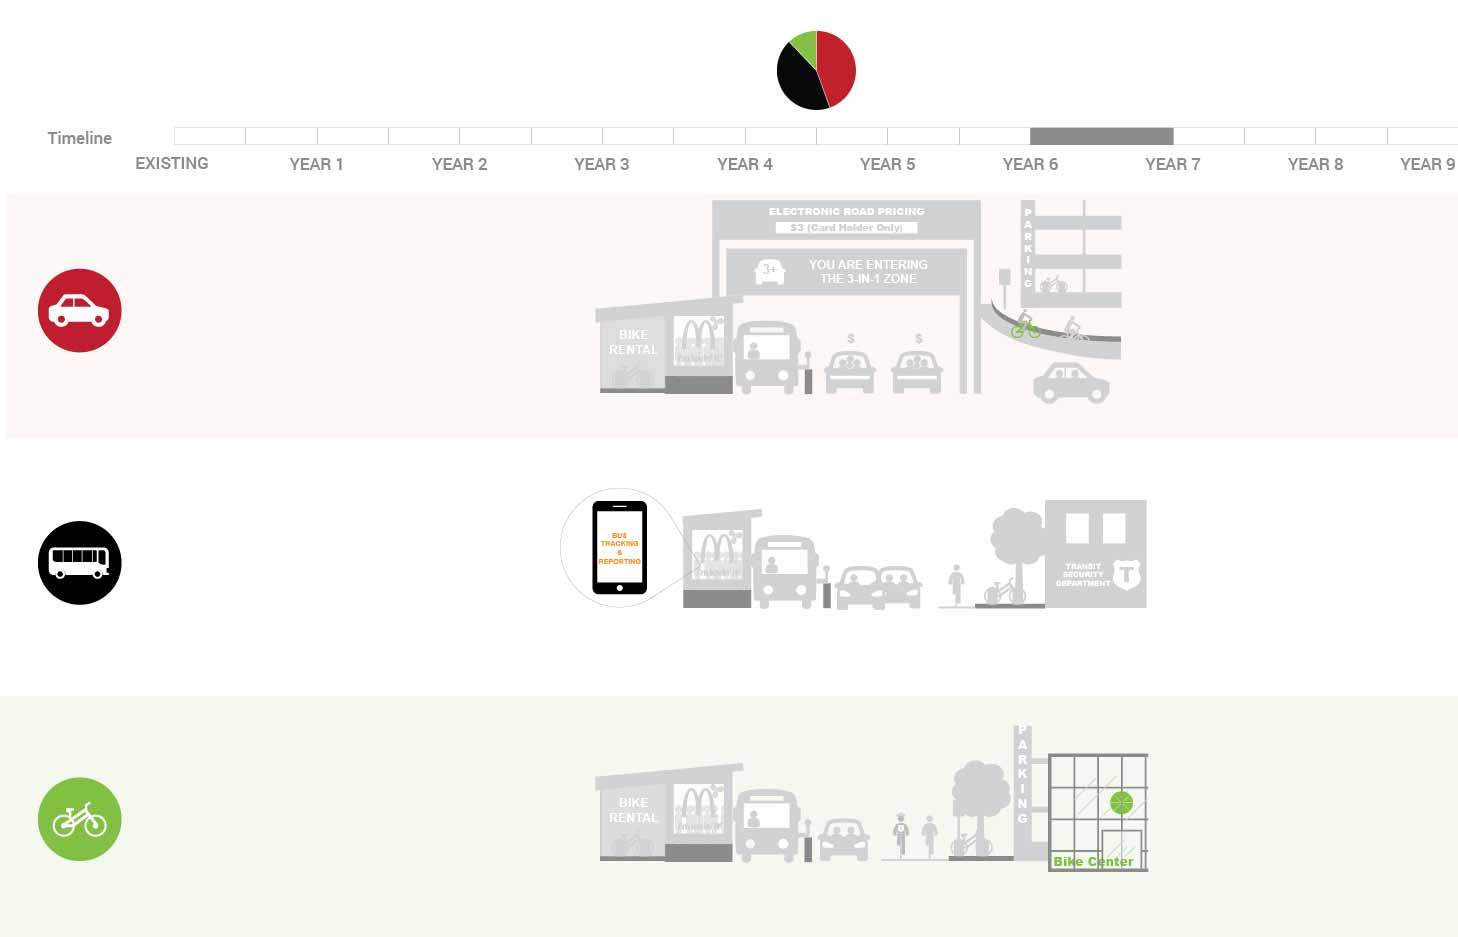 Timeline
EXISTING
YEAR 1
YEAR 2
YEAR 3
YEAR 4
YEAR 5
YEAR 6
YEAR 7
YEAR 8
YEAR 9
ELECTRONIC ROAD PRICING
$3 (Card Holder Only)
3+
YOU ARE ENTERING
THE 3-IN-1 ZONE
PARKING
BIKE
RENTAL
$
$
BUS
TRACKING
&
REPORTING
TRANSIT
SECURITY
DEPARTMENT
T
PARKING
BIKE
RENTAL
Bike Center